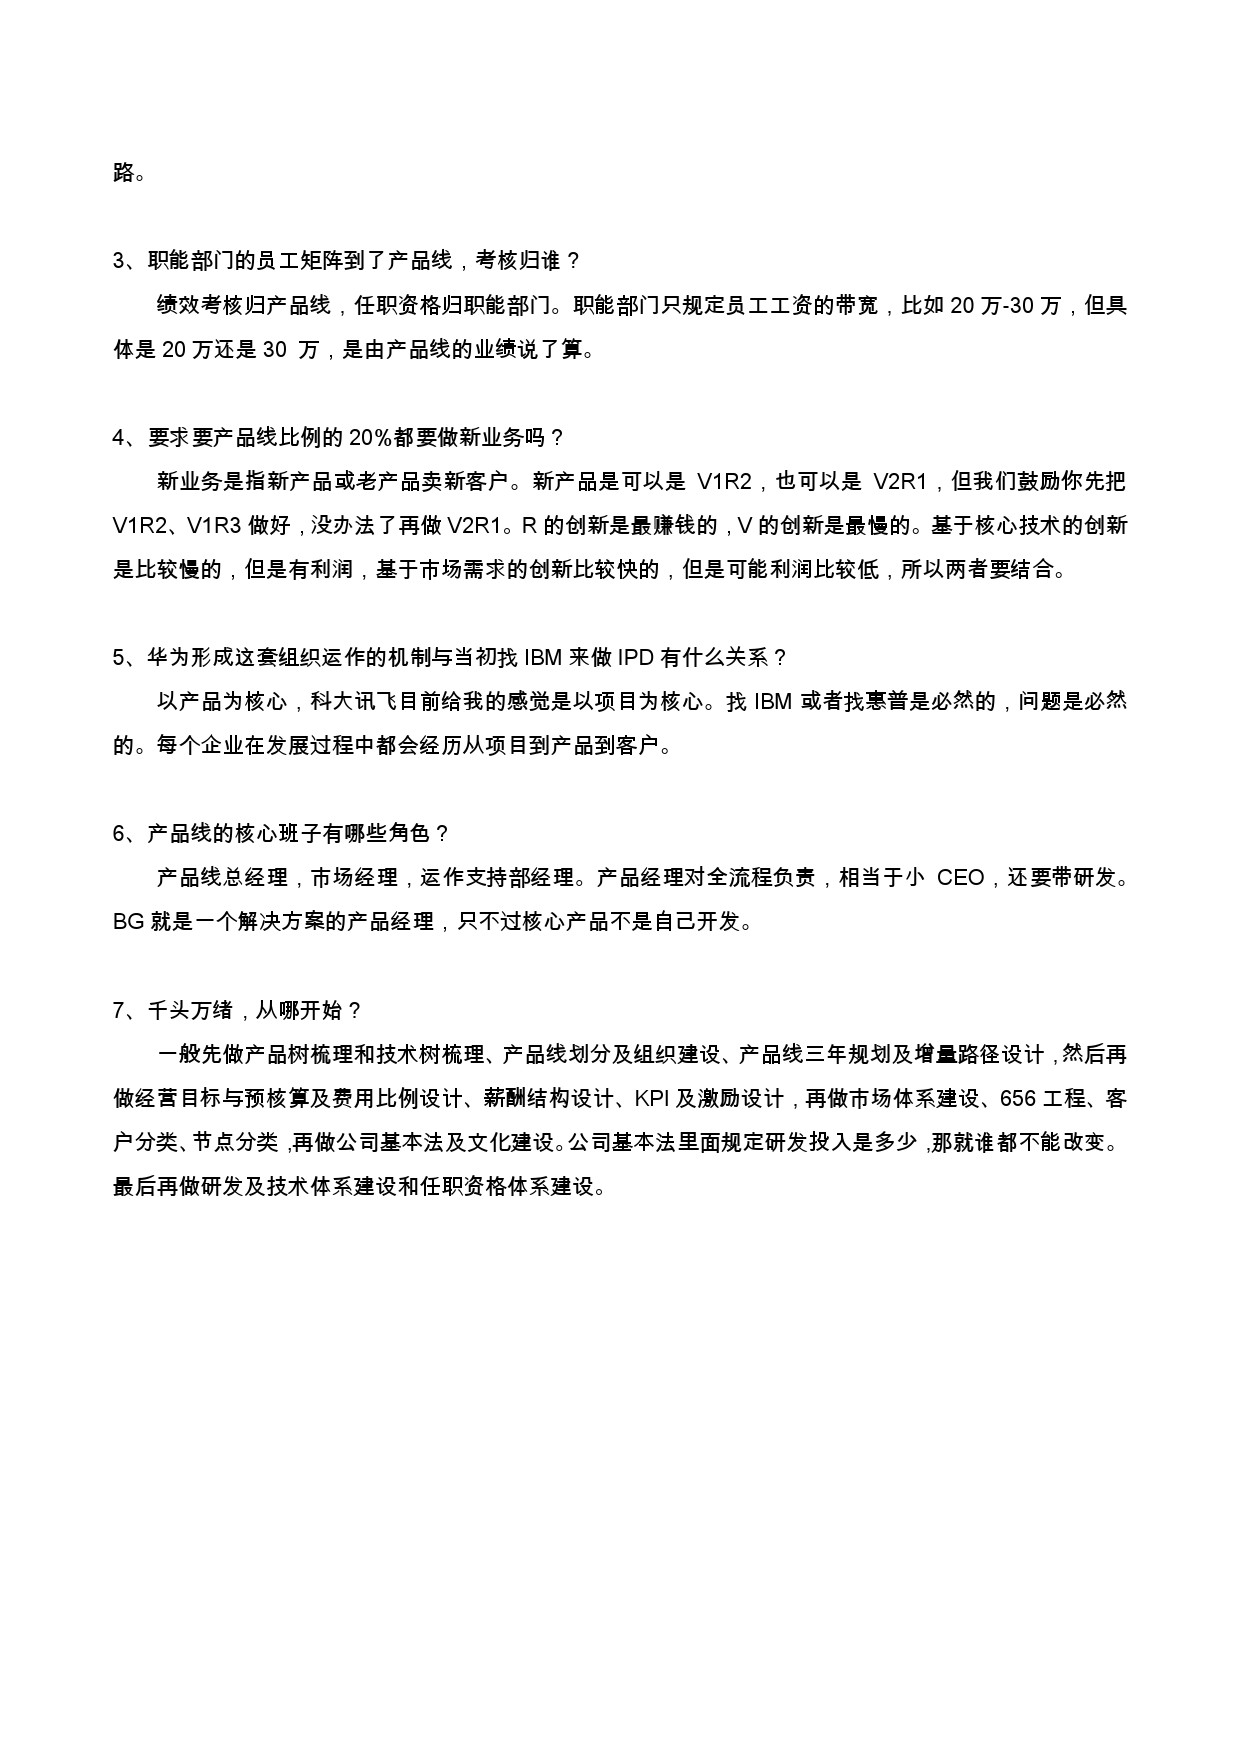 路。
3、职能部门的员工矩阵到了产品线，考核归谁？
绩效考核归产品线，任职资格归职能部门。职能部门只规定员工工资的带宽，比如 20 万-30 万，但具
体是 20 万还是 30 万，是由产品线的业绩说了算。
4、要求要产品线比例的 20%都要做新业务吗？
新业务是指新产品或老产品卖新客户。新产品是可以是 V1R2，也可以是 V2R1，但我们鼓励你先把
V1R2、V1R3 做好，没办法了再做 V2R1。R 的创新是最赚钱的，V 的创新是最慢的。基于核心技术的创新
是比较慢的，但是有利润，基于市场需求的创新比较快的，但是可能利润比较低，所以两者要结合。
5、华为形成这套组织运作的机制与当初找 IBM 来做 IPD 有什么关系？
以产品为核心，科大讯飞目前给我的感觉是以项目为核心。找 IBM 或者找惠普是必然的，问题是必然
的。每个企业在发展过程中都会经历从项目到产品到客户。
6、产品线的核心班子有哪些角色？
产品线总经理，市场经理，运作支持部经理。产品经理对全流程负责，相当于小 CEO，还要带研发。
BG 就是一个解决方案的产品经理，只不过核心产品不是自己开发。
7、千头万绪，从哪开始？
一般先做产品树梳理和技术树梳理、产品线划分及组织建设、产品线三年规划及增量路径设计，然后再
做经营目标与预核算及费用比例设计、薪酬结构设计、KPI 及激励设计，再做市场体系建设、656 工程、客
户分类、节点分类，再做公司基本法及文化建设。公司基本法里面规定研发投入是多少，那就谁都不能改变。
最后再做研发及技术体系建设和任职资格体系建设。